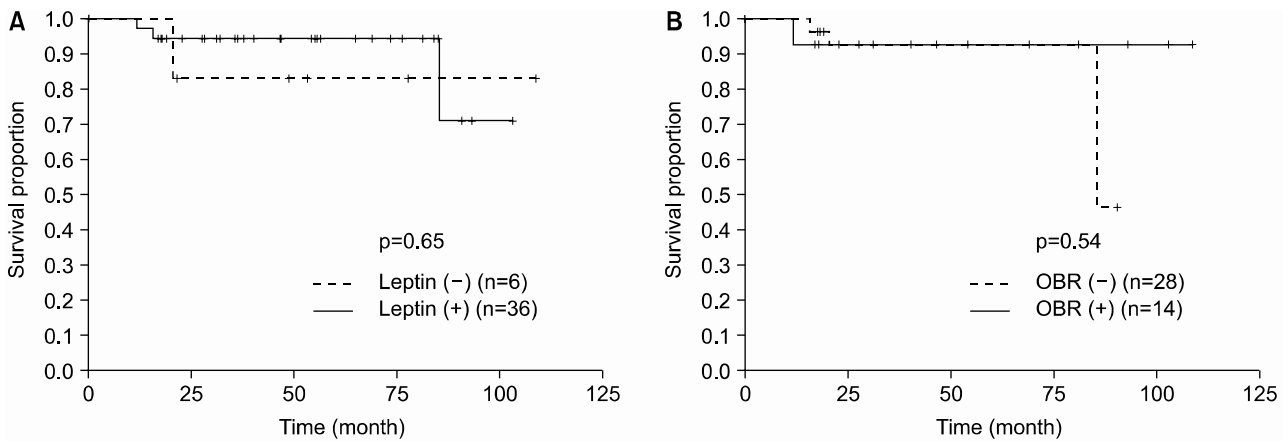 A
Survival proportion
1.0
0.9
0.8
0.7
0.6
0.5
0.4
0.3
0.2
0.1
0.0
p=0.65
Leptin (−) (n=6)
Leptin (+) (n=36)
0 25 50 75 100 125
Time (month)
B
Survival proportion
1.0
0.9
0.8
0.7
0.6
0.5
0.4
0.3
0.2
0.1
0.0
p=0.54
OBR (−) (n=28)
OBR (+) (n=14)
0 25 50 75 100 125
Time (month)